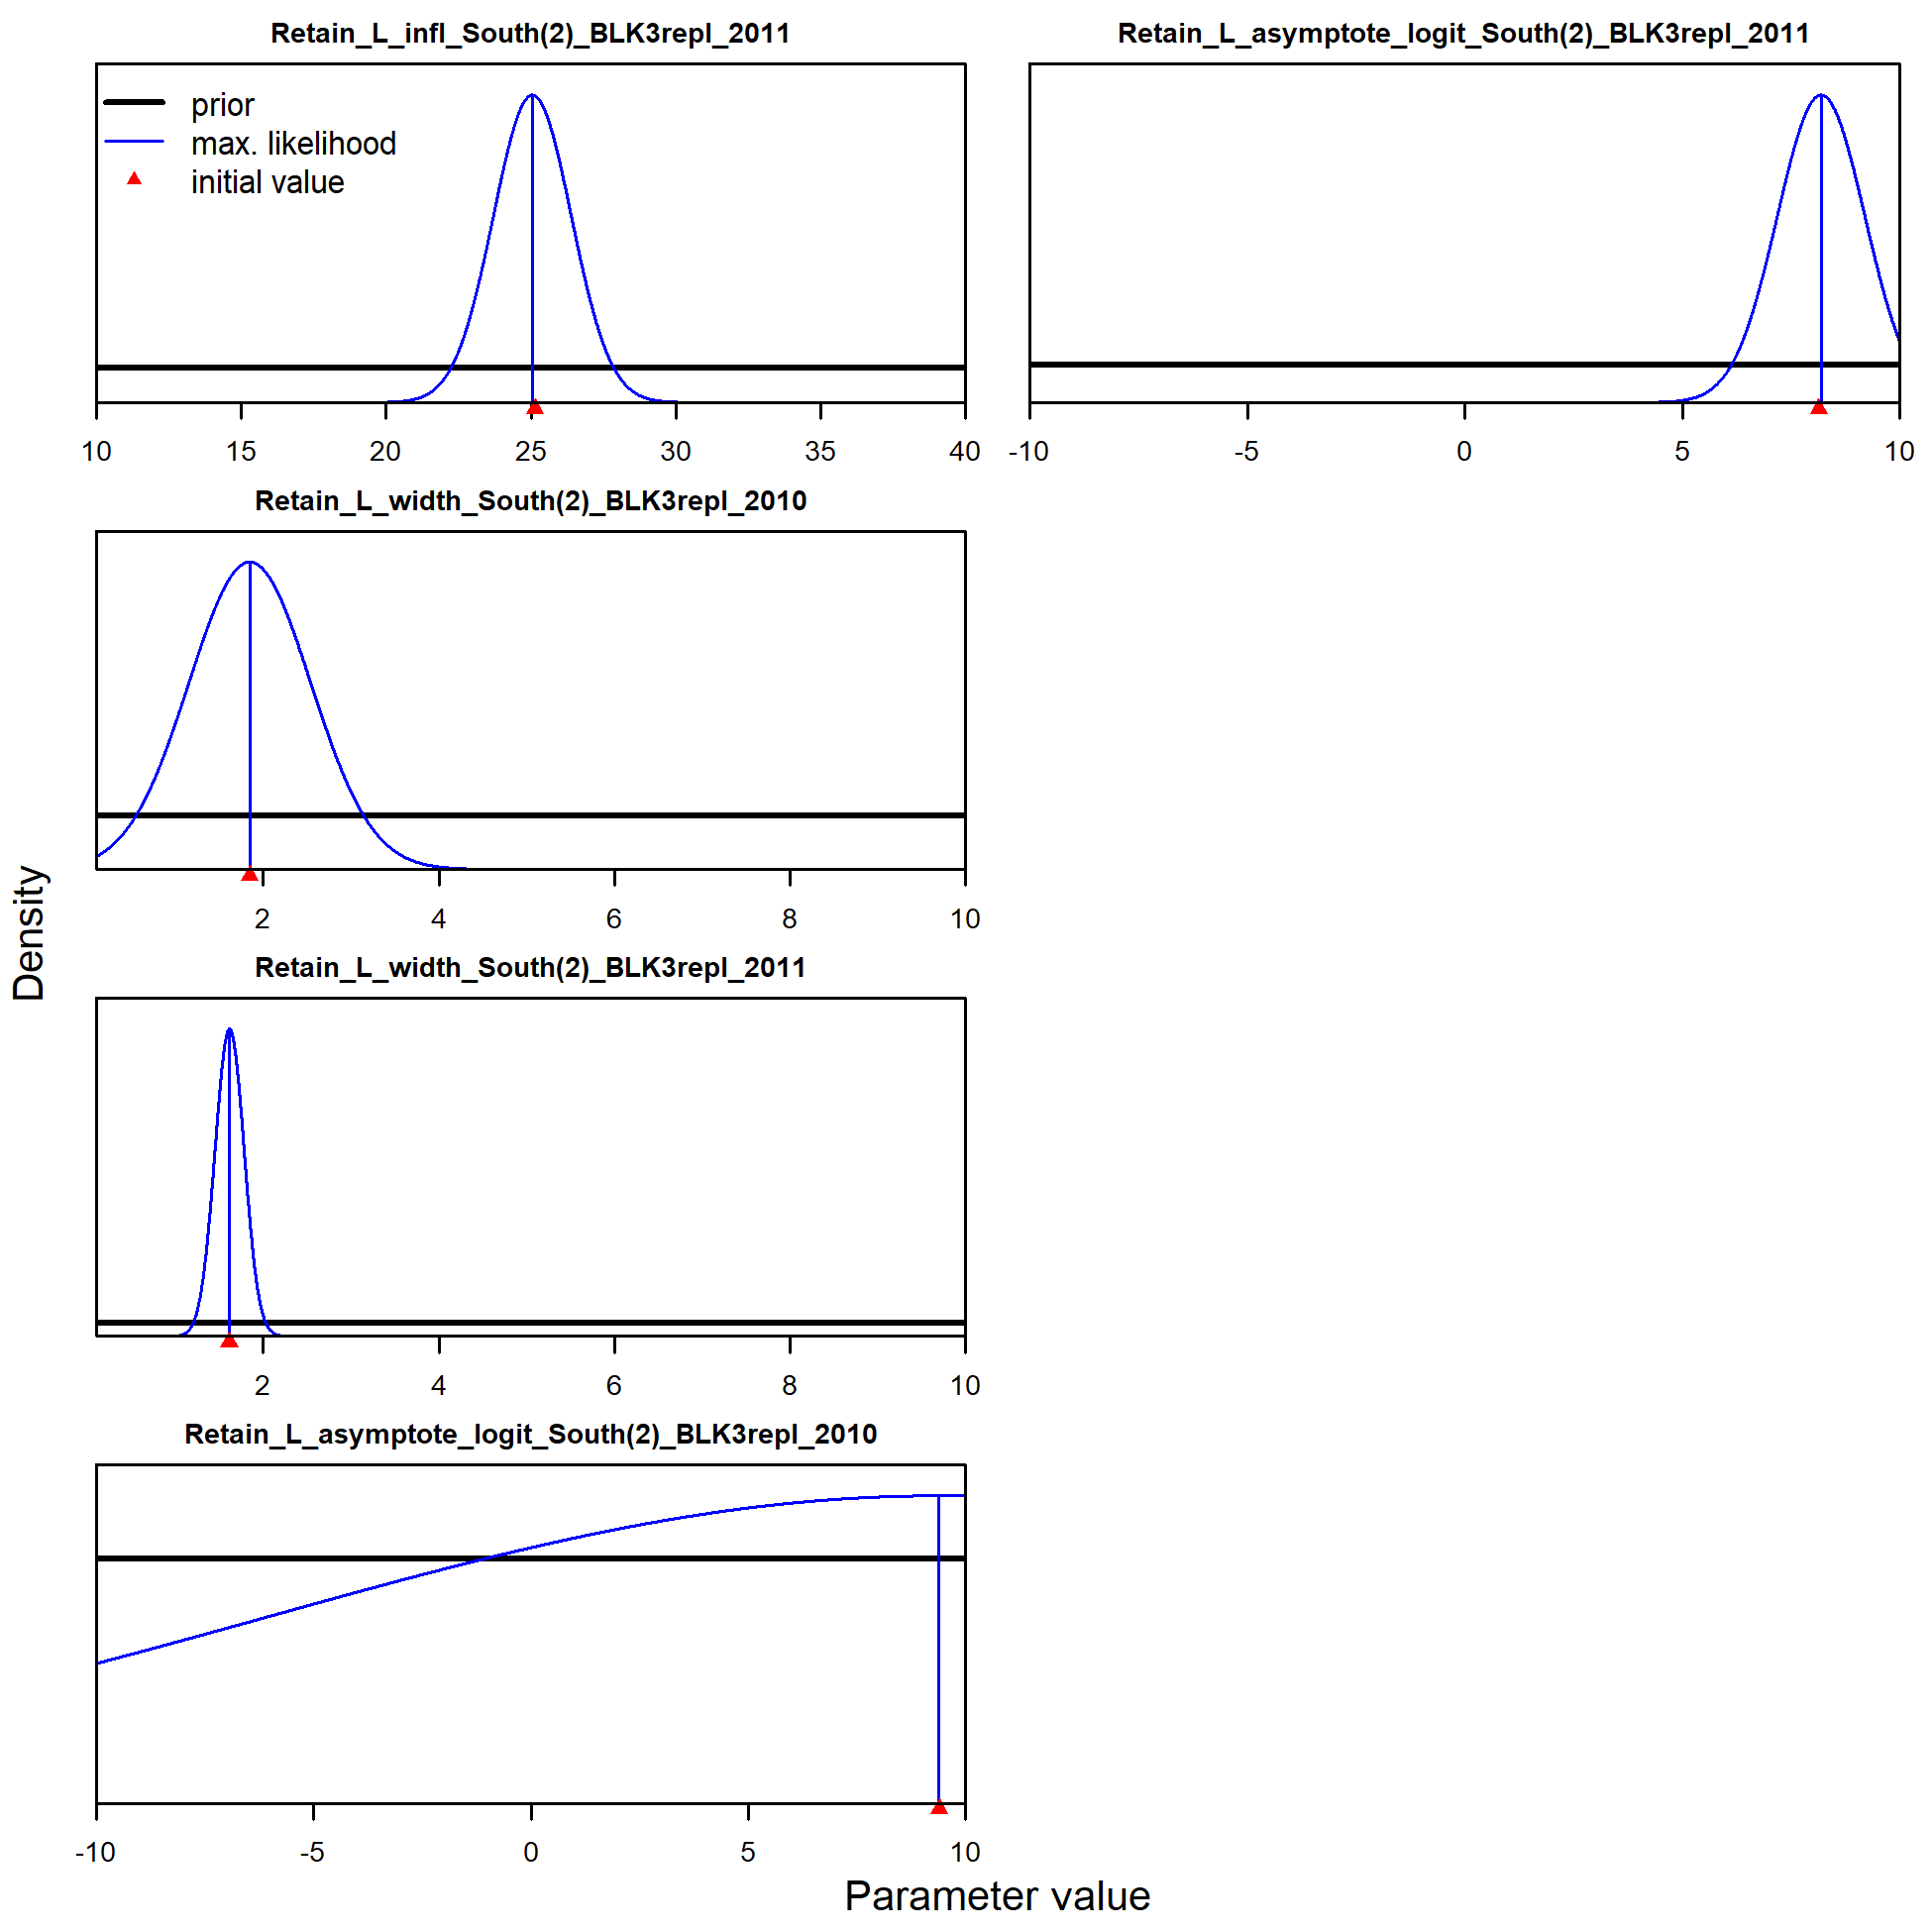 Retain_L_infl_South(2)_BLK3repl_2011
prior
max. likelihood
initial value
10 15 20 25 30 35 40
Retain_L_asymptote_logit_South(2)_BLK3repl_2011
-10 -5 0 5 10
Retain_L_width_South(2)_BLK3repl_2010
2 4 6 8 10
Retain_L_width_South(2)_BLK3repl_2011
2 4 6 8 10
Retain_L_asymptote_logit_South(2)_BLK3repl_2010
-10 -5 0 5 10
Density
Parameter value